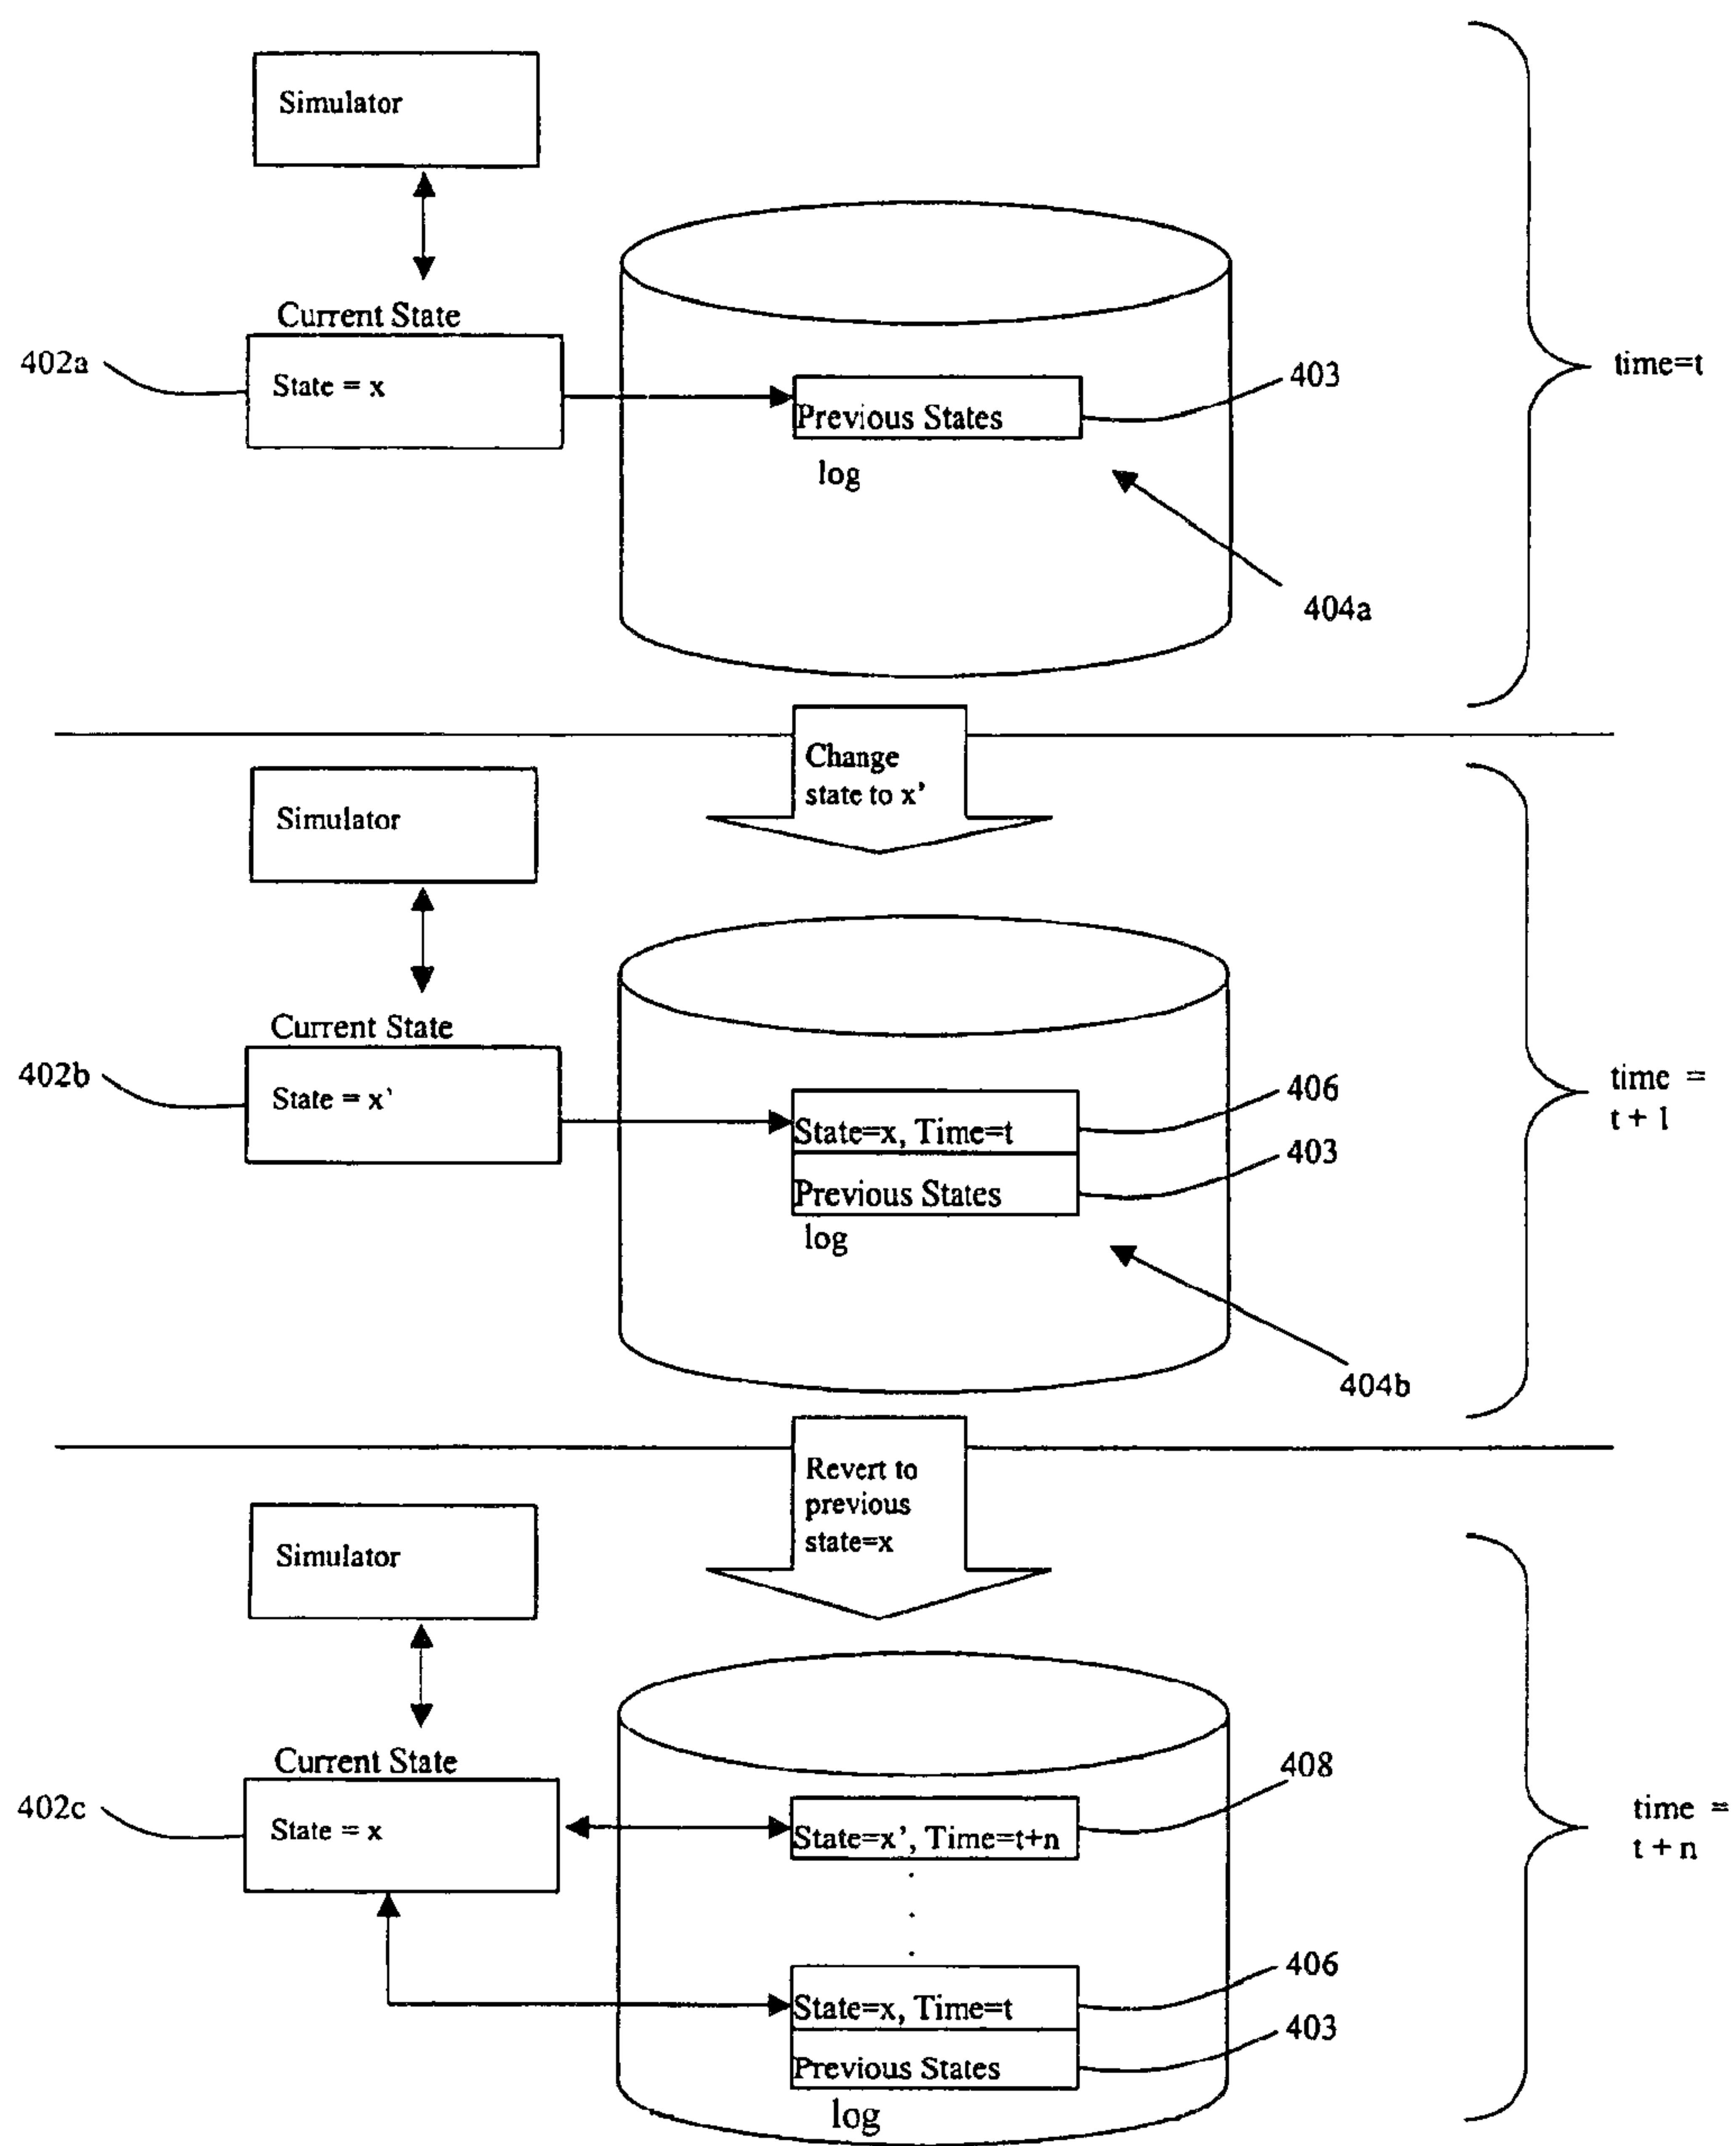 Simulator
Current State
402a
State = x
Previous States
403
log
404a
time=t
Change
state to x’
Simulator
Current State
402b
State = x’
State=x, Time=t
406
Previous States
403
log
404b
time =
t + 1
Revert to
previous
state=x
Simulator
Current State
402c
State = x
State=x’, Time=t+n
408
.
.
.
State=x, Time=t
406
Previous States
403
log
time =
t + n